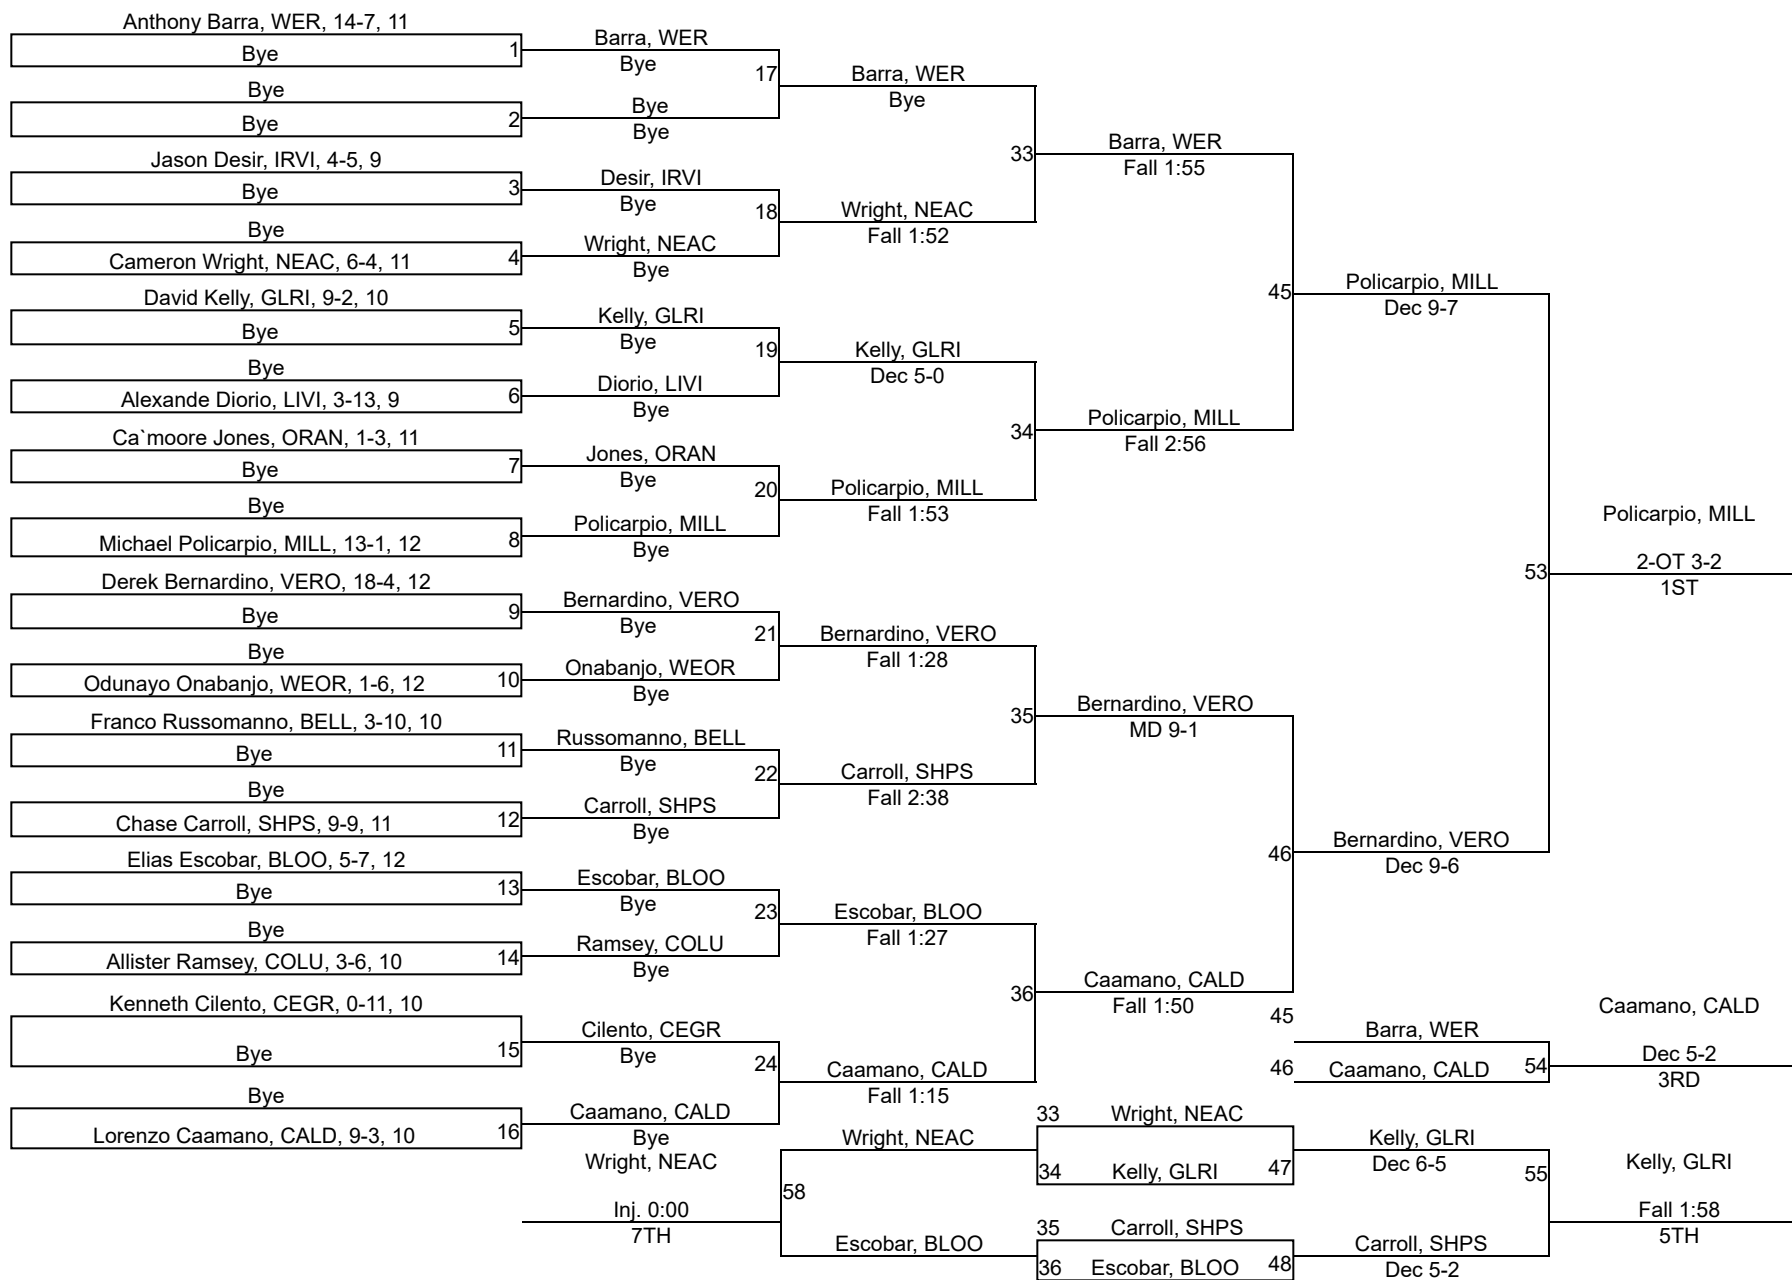 Anthony Barra, WER, 14-7, 11
Bye
1
Bye
Bye
2
Jason Desir, IRVI, 4-5, 9
Bye
3
Bye
Cameron Wright, NEAC, 6-4, 11
4
David Kelly, GLRI, 9-2, 10
Bye
5
Bye
Alexande Diorio, LIVI, 3-13, 9
6
Ca`moore Jones, ORAN, 1-3, 11
Bye
7
Bye
Michael Policarpio, MILL, 13-1, 12
8
Derek Bernardino, VERO, 18-4, 12
Bye
9
Bye
Odunayo Onabanjo, WEOR, 1-6, 12
10
Franco Russomanno, BELL, 3-10, 10
Bye
11
Bye
Chase Carroll, SHPS, 9-9, 11
12
Elias Escobar, BLOO, 5-7, 12
Bye
13
Bye
Allister Ramsey, COLU, 3-6, 10
14
Kenneth Cilento, CEGR, 0-11, 10
Bye
15
Bye
Lorenzo Caamano, CALD, 9-3, 10
16
Barra, WER
Bye
17
Bye
Bye
Desir, IRVI
Bye
18
Wright, NEAC
Bye
Kelly, GLRI
Bye
19
Diorio, LIVI
Bye
Jones, ORAN
Bye
20
Policarpio, MILL
Bye
Bernardino, VERO
Bye
21
Onabanjo, WEOR
Bye
Russomanno, BELL
Bye
22
Carroll, SHPS
Bye
Escobar, BLOO
Bye
23
Ramsey, COLU
Bye
Cilento, CEGR
Bye
24
Caamano, CALD
Bye
Wright, NEAC
Inj. 0:00
7TH
Barra, WER
Bye
33
Wright, NEAC
Fall 1:52
Kelly, GLRI
Dec 5-0
34
Policarpio, MILL
Fall 1:53
Bernardino, VERO
Fall 1:28
35
Carroll, SHPS
Fall 2:38
Escobar, BLOO
Fall 1:27
36
Caamano, CALD
Fall 1:15
Wright, NEAC
58
Escobar, BLOO
Barra, WER
Fall 1:55
45
Policarpio, MILL
Fall 2:56
Bernardino, VERO
MD 9-1
46
Caamano, CALD
Fall 1:50
33
Wright, NEAC
34
Kelly, GLRI
47
35
Carroll, SHPS
36
Escobar, BLOO
48
Policarpio, MILL
Dec 9-7
53
Bernardino, VERO
Dec 9-6
45
Barra, WER
46
Caamano, CALD
54
Kelly, GLRI
Dec 6-5
55
Carroll, SHPS
Dec 5-2
Policarpio, MILL
2-OT 3-2
1ST
Caamano, CALD
Dec 5-2
3RD
Kelly, GLRI
Fall 1:58
5TH